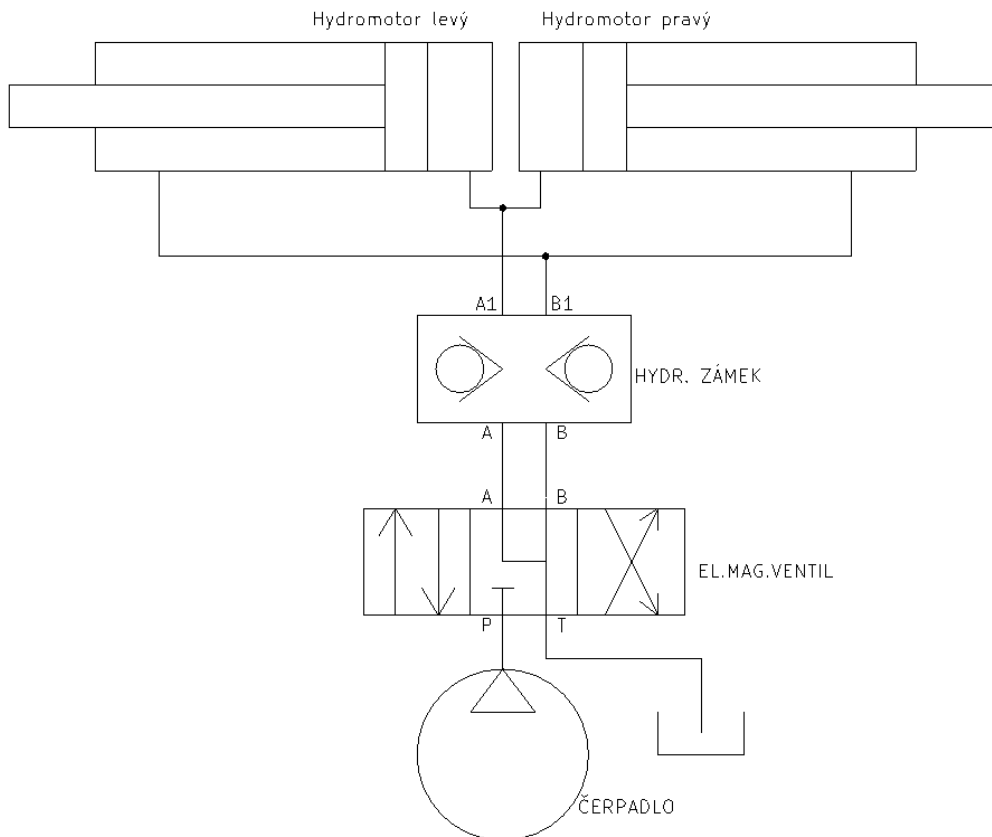 Hydromotor levý
Hydromotor pravý
A1
B1
HYDR. ZÁMEK
A
B
A
B
EL.MAG.VENTIL
P
T
ČERPADLO